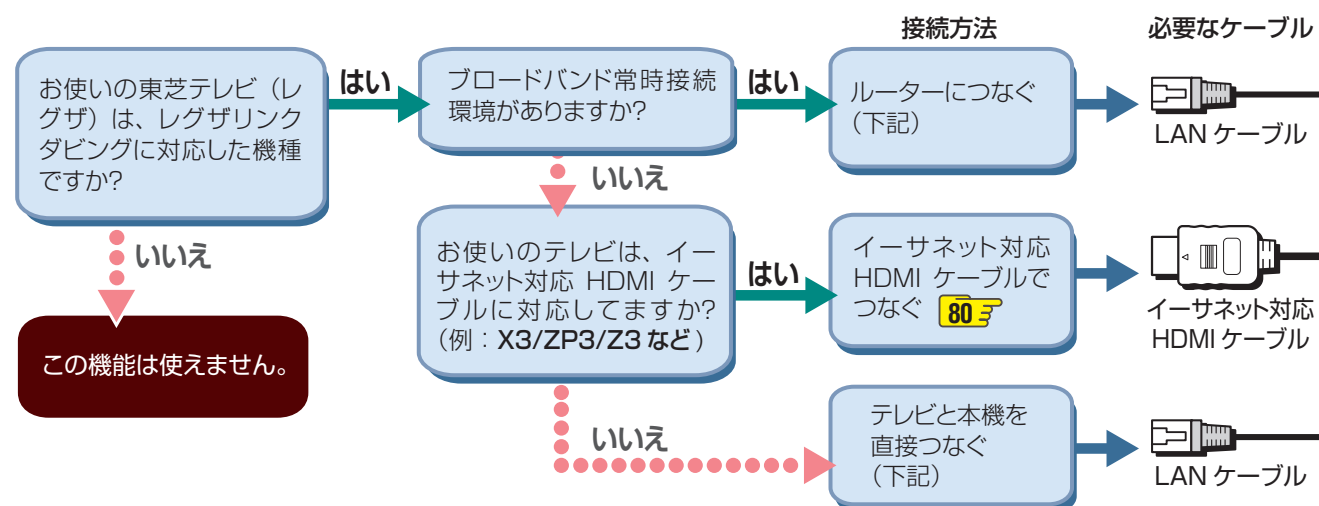 接続方法
必要なケーブル
お使いの東芝テレビ（レ
グザ）は、レグザリンク
ダビングに対応した機種
ですか？
はい
ブロードバンド常時接続
環境がありますか？
はい
ルーターにつなぐ
（下記）
LAN ケーブル
いいえ
いいえ
お使いのテレビは、イー
サネット対応 HDMI ケー
ブルに対応してますか？
（例：X3/ZP3/Z3 など）
はい
イーサネット対応
HDMI ケーブルで
つなぐ 80
イーサネット対応
HDMI ケーブル
この機能は使えません。
いいえ
テレビと本機を
直接つなぐ
（下記）
LAN ケーブル